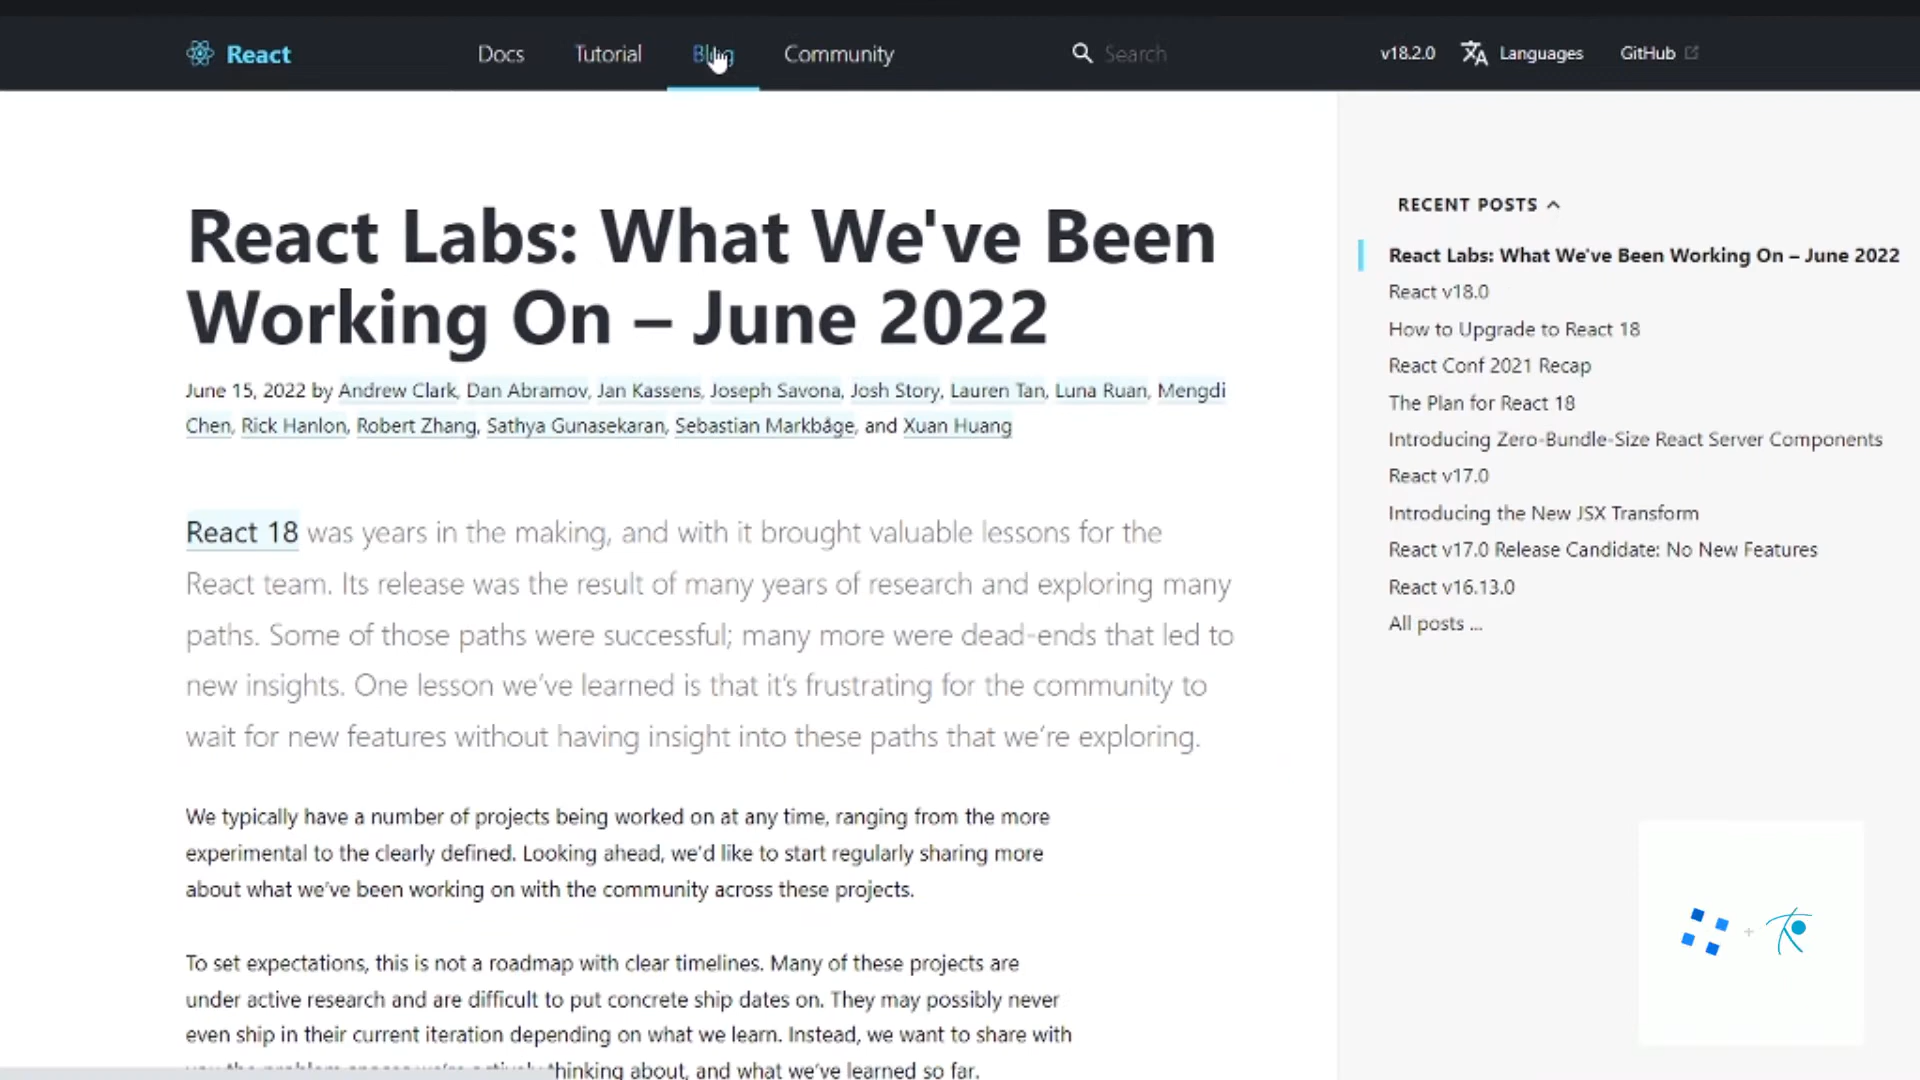 React
Docs
Tutorial
Blog
Community
Search
v18.2.0
Languages
GitHub
React Labs: What We've Been
Working On – June 2022
June 15, 2022 by Andrew Clark, Dan Abramov, Jan Kassens, Joseph Savona, Josh Story, Lauren Tan, Luna Ruan, Mengdi
Chen, Rick Hanlon, Robert Zhang, Sathya Gunasekaran, Sebastian Markbåge, and Xuan Huang
React 18 was years in the making, and with it brought valuable lessons for the
React team. Its release was the result of many years of research and exploring many
paths. Some of those paths were successful; many more were dead-ends that led to
new insights. One lesson we’ve learned is that it’s frustrating for the community to
wait for new features without having insight into these paths that we’re exploring.
We typically have a number of projects being worked on at any time, ranging from the more
experimental to the clearly defined. Looking ahead, we’d like to start regularly sharing more
about what we’ve been working on with the community across these projects.
To set expectations, this is not a roadmap with clear timelines. Many of these projects are
under active research and are difficult to put concrete ship dates on. They may possibly never
even ship in their current iteration depending on what we learn. Instead, we want to share with
you the problem spaces we’re actively thinking about, and what we’ve learned so far.
RECENT POSTS
React Labs: What We've Been Working On – June 2022
React v18.0
How to Upgrade to React 18
React Conf 2021 Recap
The Plan for React 18
Introducing Zero-Bundle-Size React Server Components
React v17.0
Introducing the New JSX Transform
React v17.0 Release Candidate: No New Features
React v16.13.0
All posts ...
+